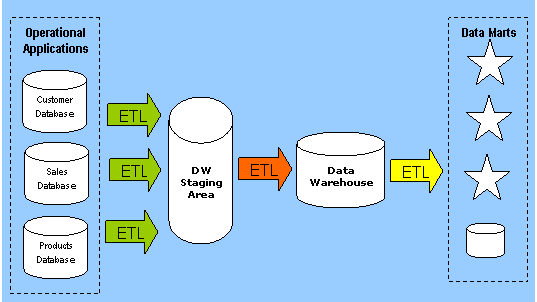 Operational
Applications
Customer
Database
Sales
Database
Products
Database
ETL
ETL
ETL
DW
Staging
Area
ETL
Data
Warehouse
ETL
Data Marts